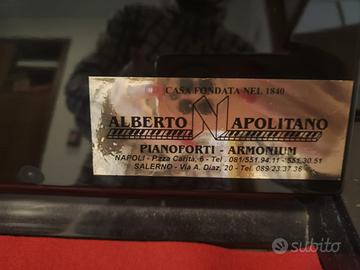 CASA FONDATA NEL 1840
ALBERTO NAPOLITANO
PIANOFORTI - ARMONIUM
NAPOLI - P.zza Carità, 6 - Tel. 081/551.94.11 - 551.30.51
SALERNO - Via A. Diaz, 20 - Tel. 089/23.37.36
subito